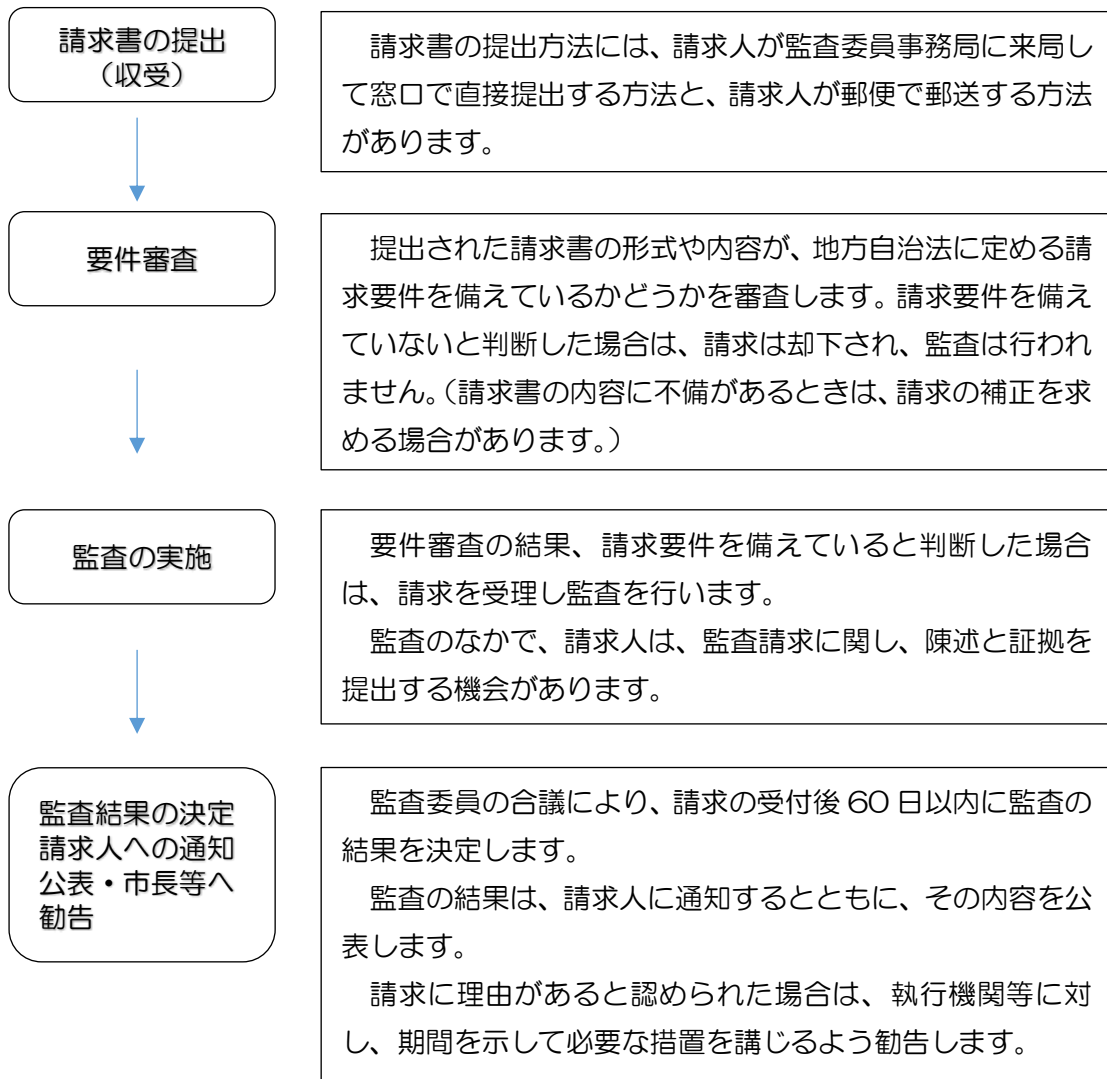 請求書の提出
（収受）
請求書の提出方法には、請求人が監査委員事務局に来局し
て窓口で直接提出する方法と、請求人が郵便で郵送する方法
があります。
要件審査
提出された請求書の形式や内容が、地方自治法に定める請
求要件を備えているかどうかを審査します。請求要件を備え
ていないと判断した場合は、請求は却下され、監査は行われ
ません。（請求書の内容に不備があるときは、請求の補正を求
める場合があります。）
監査の実施
要件審査の結果、請求要件を備えていると判断した場合
は、請求を受理し監査を行います。
監査のなかで、請求人は、監査請求に関し、陳述と証拠を
提出する機会があります。
監査結果の決定
請求人への通知
公表・市長等へ
勧告
監査委員の合議により、請求の受付後 60 日以内に監査の
結果を決定します。
監査の結果は、請求人に通知するとともに、その内容を公
表します。
請求に理由があると認められた場合は、執行機関等に対
し、期間を示して必要な措置を講じるよう勧告します。